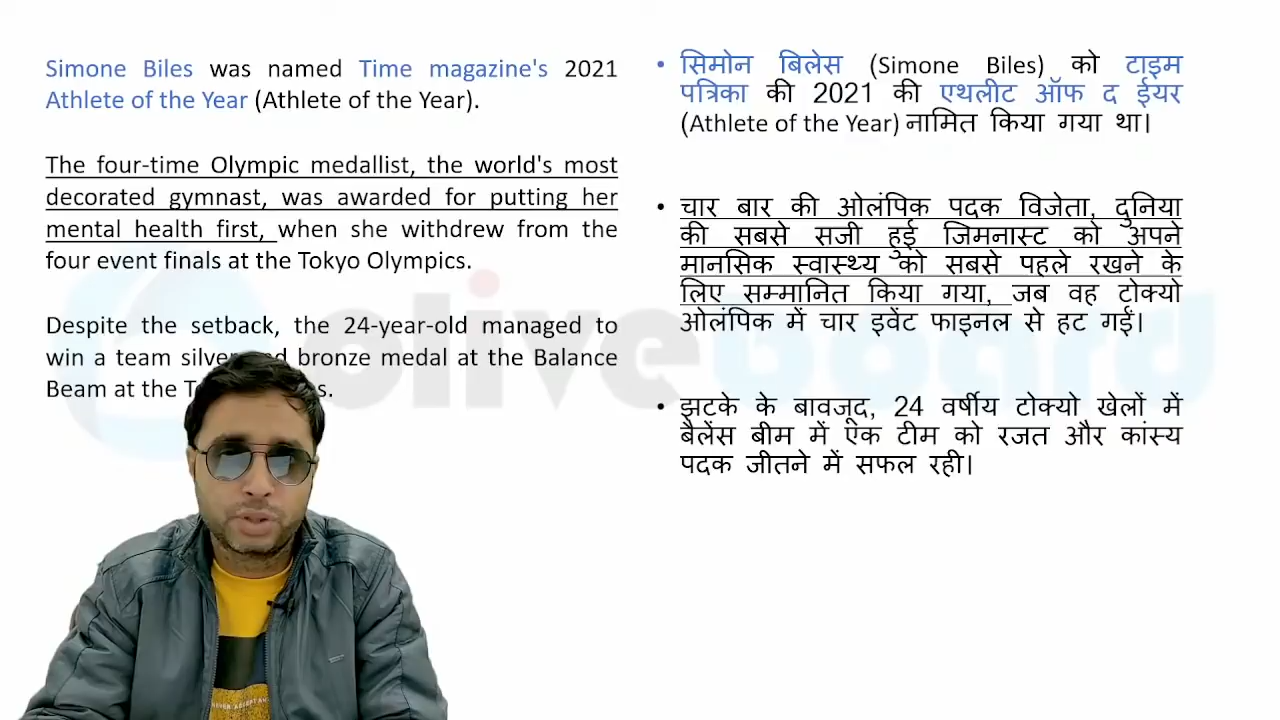 Simone Biles was named Time magazine's 2021
Athlete of the Year (Athlete of the Year).
The four-time Olympic medallist, the world's most
decorated gymnast, was awarded for putting her
mental health first, when she withdrew from the
four event finals at the Tokyo Olympics.
Despite the setback, the 24-year-old managed to
win a team silver bronze medal at the Balance
Beam at the
• सिमोन बिलेस (Simone Biles) को टाइम
पत्रिका की 2021 की एथलीट ऑफ द ईयर
(Athlete of the Year) नामित किया गया था।
• चार बार की ओलंपिक पदक विजेता, दुनिया
की सबसे सजी हुई जिमनास्ट को अपने
मानसिक स्वास्थ्य को सबसे पहले रखने के
लिए सम्मानित किया गया, जब वह टोक्यो
ओलंपिक में चार इवेंट फाइनल से हट गईं।
• झटके के बावजूद, 24 वर्षीय टोक्यो खेलों में
बैलेंस बीम में एक टीम को रजत और कांस्य
पदक जीतने में सफल रही।
oliveboard